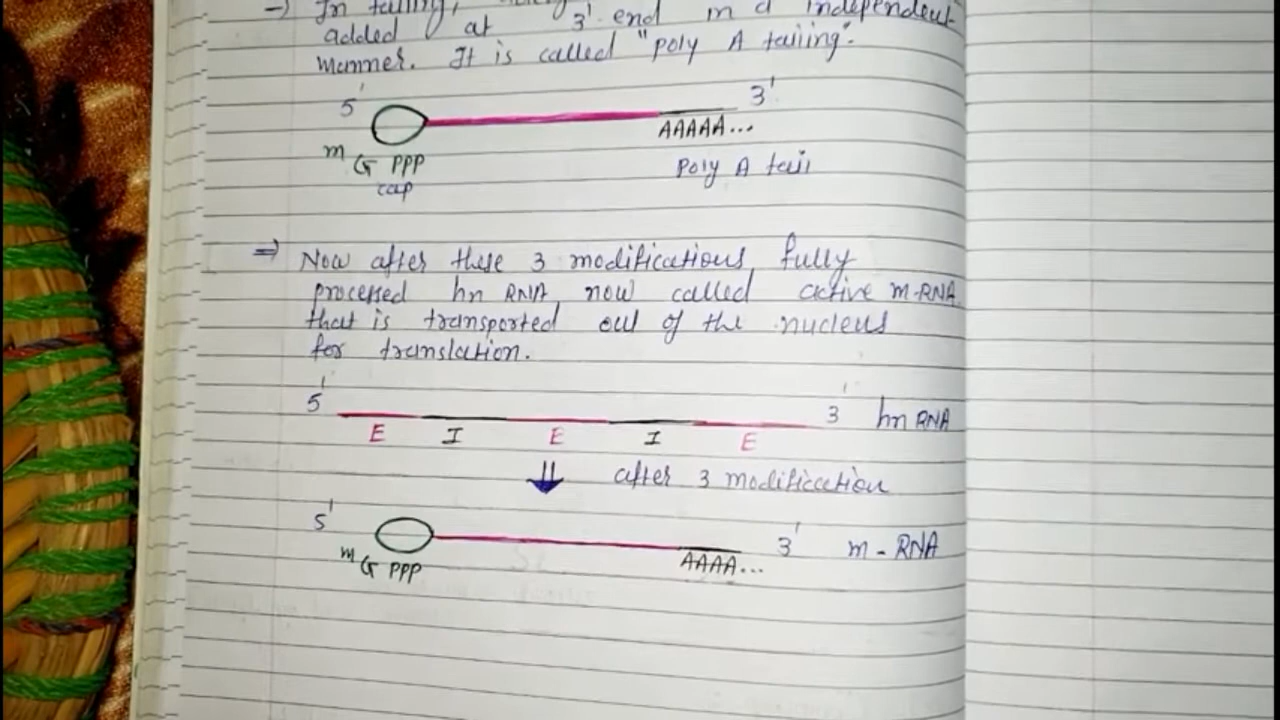 → In tailing,
added at 3' end in a independent
manner. It is called "poly A tailing".
5' 3'
AAAAA...
m G PPP Poly A tail
cap
⇒ Now after these 3 modifications, fully
processed hn RNA, now called active m-RNA
that is transported out of the nucleus
for translation.
5' 3' hn RNA
E I E I E
after 3 modification
5' 3' m - RNA
m G PPP AAAA...